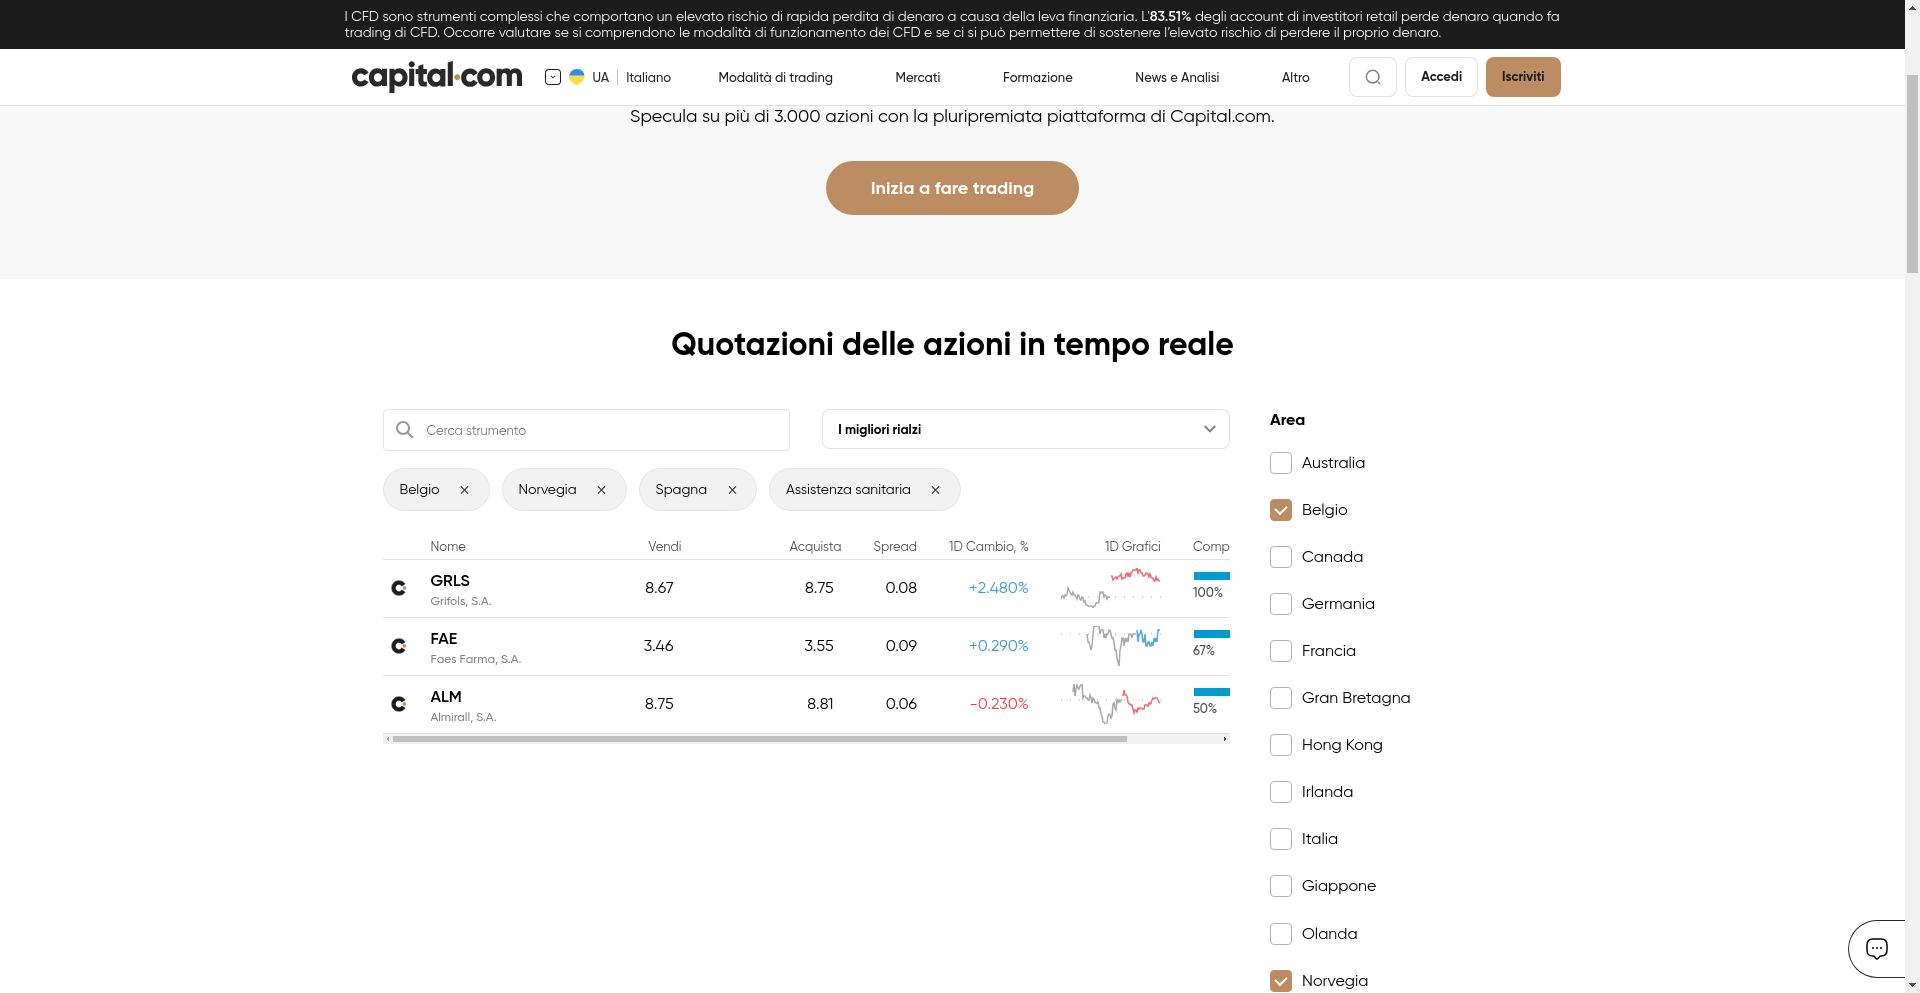 I CFD sono strumenti complessi che comportano un elevato rischio di rapida perdita di denaro a causa della leva finanziaria. L'83.51% degli account di investitori retail perde denaro quando fa
trading di CFD. Occorre valutare se si comprendono le modalità di funzionamento dei CFD e se ci si può permettere di sostenere l'elevato rischio di perdere il proprio denaro.
capital.com UA Italiano Modalità di trading Mercati Formazione News e Analisi Altro Accedi Iscriviti
Specula su più di 3.000 azioni con la pluripremiata piattaforma di Capital.com.
Inizia a fare trading
Quotazioni delle azioni in tempo reale
Cerca strumento
I migliori rialzi
Belgio Norvegia Spagna Assistenza sanitaria
Nome Vendi Acquista Spread 1D Cambio, % 1D Grafici Comp
GRLS 8.67 8.75 0.08 +2.480% 100%
Grifols, S.A.
FAE 3.46 3.55 0.09 +0.290% 67%
Faes Farma, S.A.
ALM 8.75 8.81 0.06 -0.230% 50%
Almirall, S.A.
Area
Australia
Belgio
Canada
Germania
Francia
Gran Bretagna
Hong Kong
Irlanda
Italia
Giappone
Olanda
Norvegia